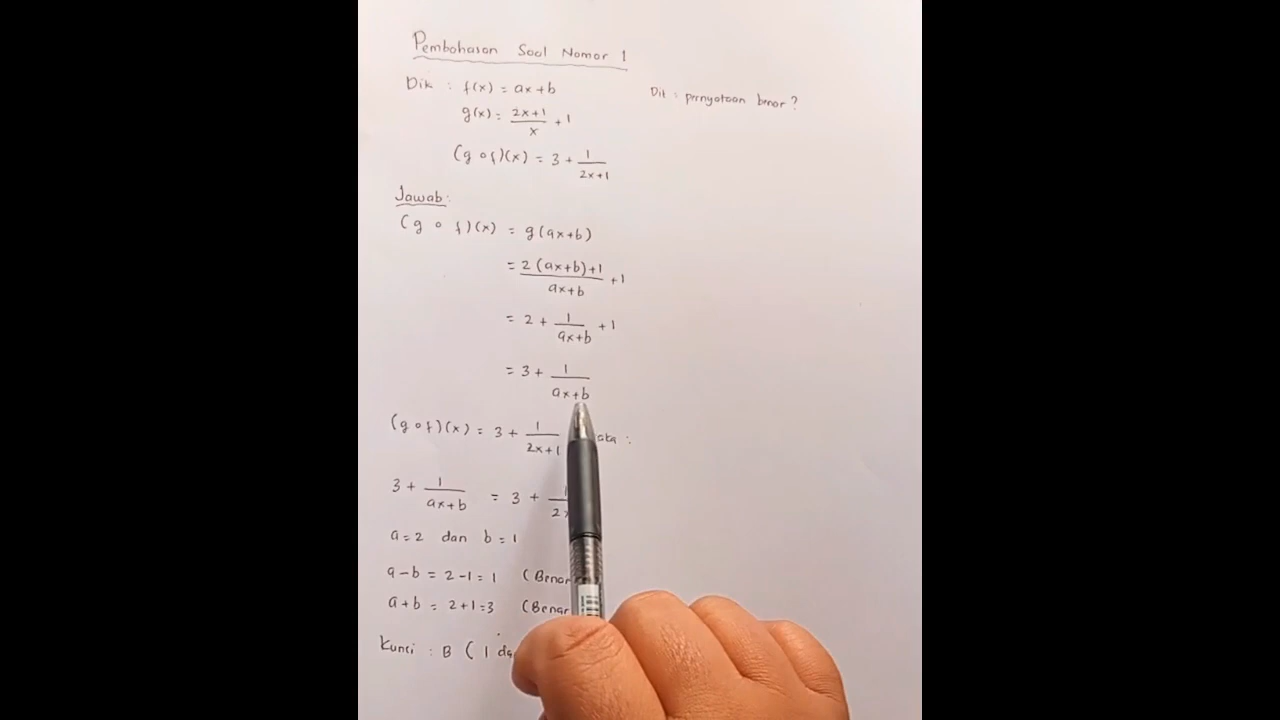 Pembahasan Soal Nomor 1
Dik : f(x) = ax+b
Dit : pernyataan benar?
g(x) = (2x+1)/x + 1
(g o f)(x) = 3 + 1/(2x+1)
Jawab:
(g o f)(x) = g(ax+b)
= (2(ax+b)+1)/(ax+b) + 1
= 2 + 1/(ax+b) + 1
= 3 + 1/(ax+b)
(g o f)(x) = 3 + 1/(2x+1) :
3 + 1/(ax+b) = 3 +
a = 2 dan b = 1
a-b = 2-1 = 1 (Benar
a+b = 2+1 = 3 (Benar
Kunci : B ( 1